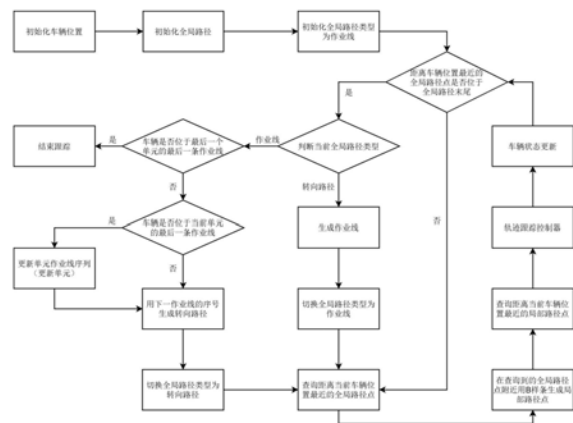 初始化车辆位置
初始化全局路径
初始化全局路径类型
为作业线
距离车辆位置最近的
全局路径点是否位于
全局路径末尾
是
否
结束跟踪
是
车辆是否位于最后一个
单元的最后一条作业线
作业线
判断当前全局路径类型
车辆状态更新
否
转向路径
是
车辆是否位于当前单元
的最后一条作业线
生成作业线
轨迹跟踪控制器
更新单元作业线序列
（更新单元）
否
用下一作业线的序号
生成转向路径
切换全局路径类型为
作业线
查询距离当前车辆位
置最近的局部路径点
切换全局路径类型为
转向路径
查询距离当前车辆位
置最近的全局路径点
在查询到的全局路径
点附近用B样条生成局
部路径点